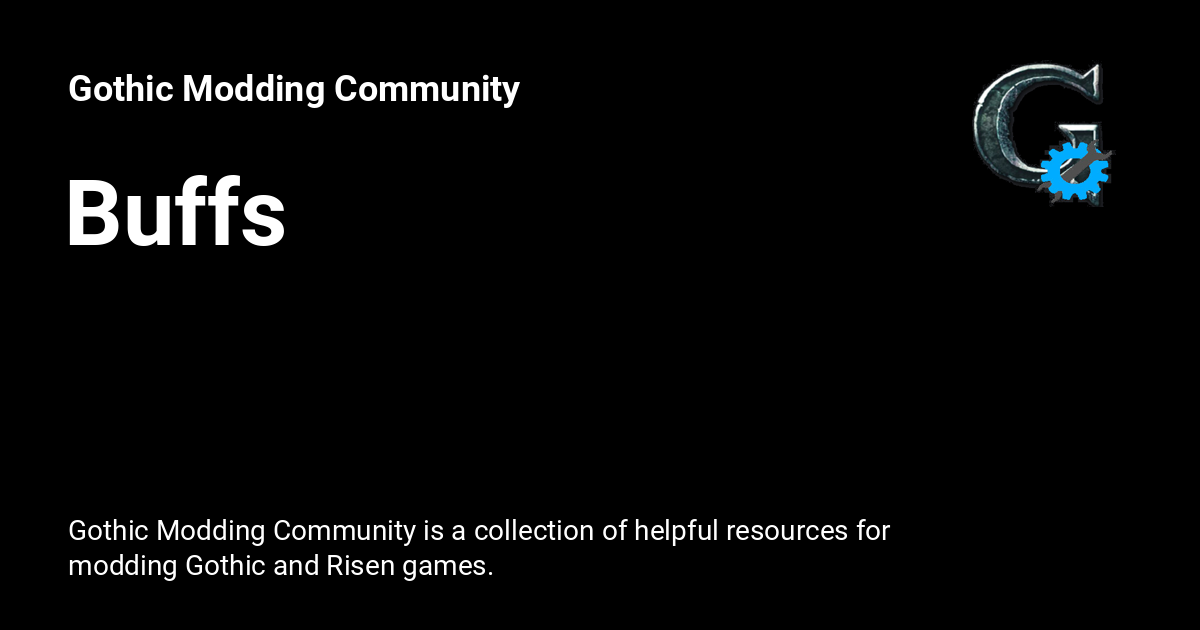 Gothic Modding Community
Buffs
Gothic Modding Community is a collection of helpful resources for
modding Gothic and Risen games.